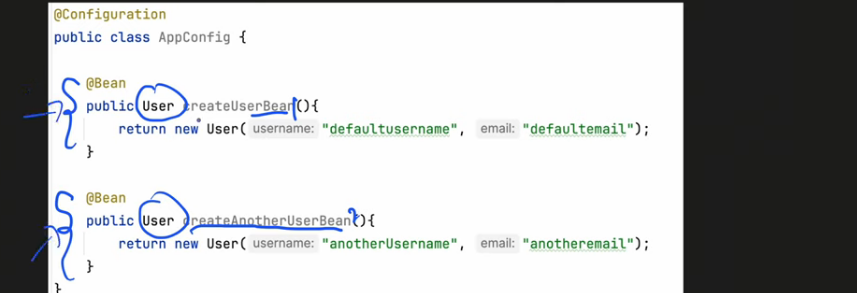 @Configuration
public class AppConfig {
@Bean
public User createUserBean(){
return new User( username: "defaultusername", email: "defaultemail");
}
@Bean
public User createAnotherUserBean(){
return new User( username: "anotherUsername", email: "anotheremail");
}
}